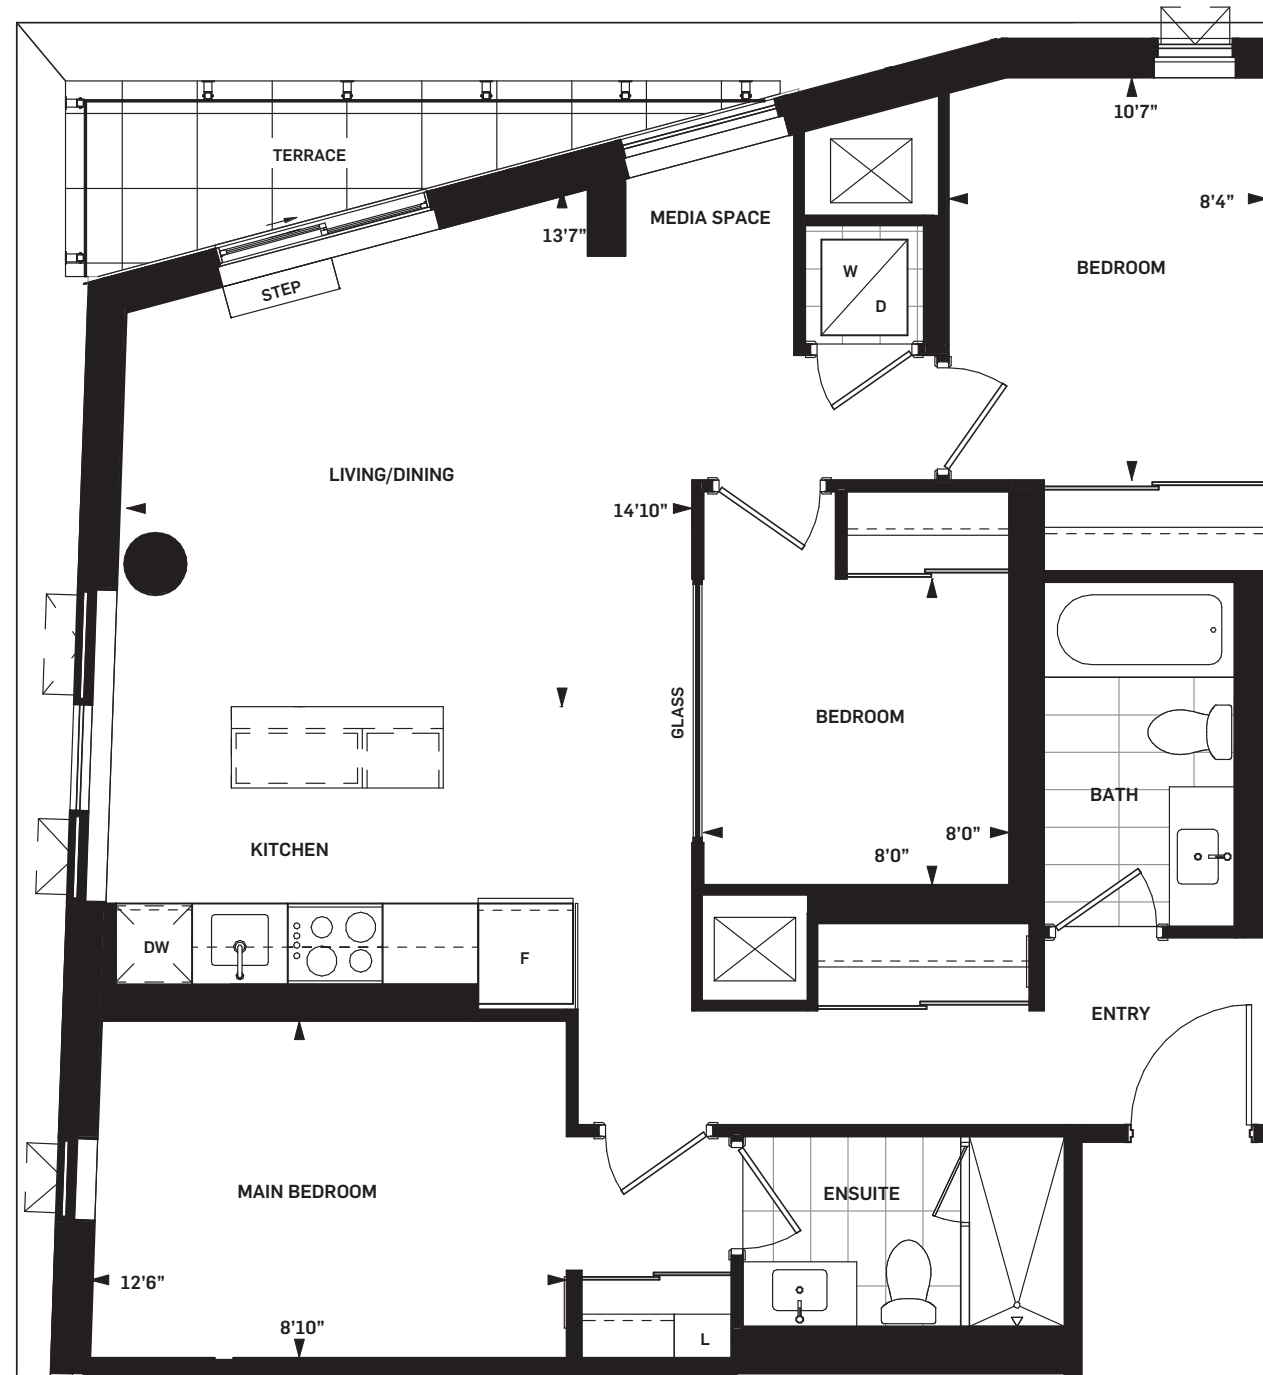 10'7"
TERRACE
8'4"
MEDIA SPACE
13'7"
BEDROOM
W
D
STEP
LIVING/DINING
14'10"
GLASS
BEDROOM
BATH
8'0"
8'0"
KITCHEN
DW
F
ENTRY
MAIN BEDROOM
ENSUITE
12'6"
8'10"
L